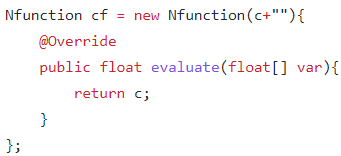 Nfunction cf = new Nfunction(c+""){
    @Override
    public float evaluate(float[] var){
        return c;
    }
};